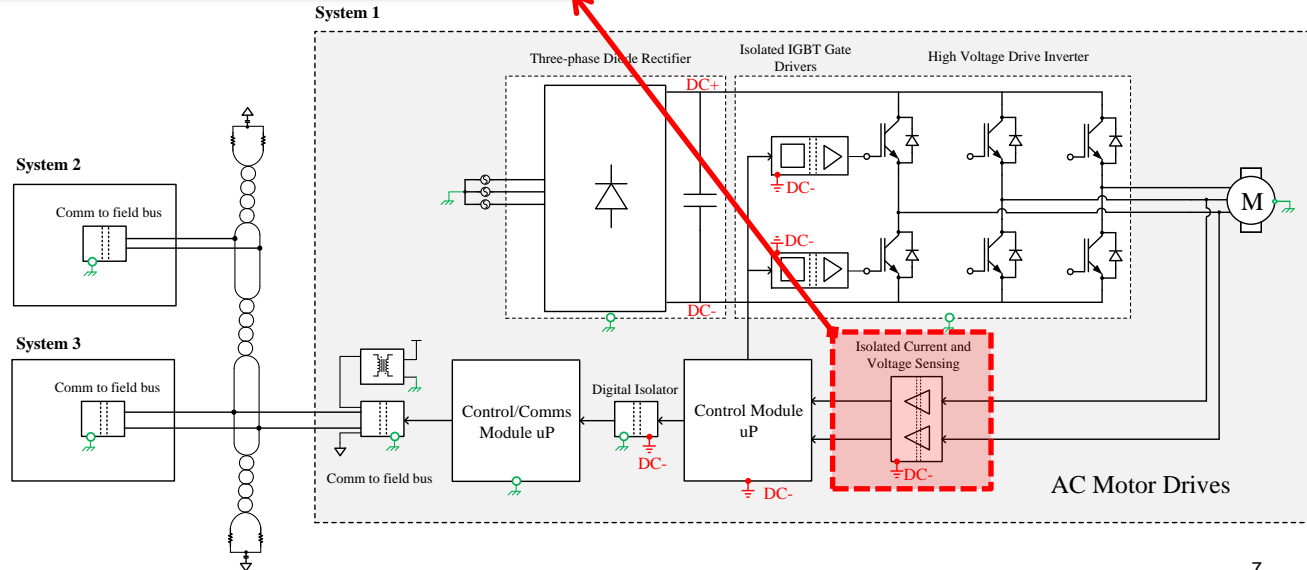 System 1
Three-phase Diode Rectifier
Isolated IGBT Gate
Drivers
High Voltage Drive Inverter
DC+
DC-
DC-
DC-
M
System 2
Comm to field bus
System 3
Comm to field bus
Comm to field bus
Control/Comms
Module uP
Digital Isolator
DC-
Control Module
uP
DC-
Isolated Current and
Voltage Sensing
DC-
AC Motor Drives
7